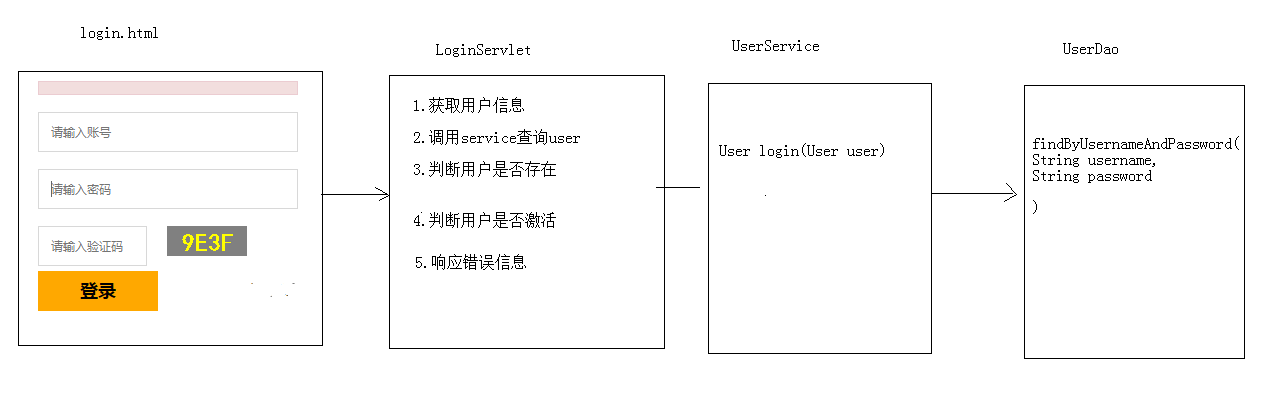 login.html
请输入账号
请输入密码
请输入验证码
9E3F
登录
LoginServlet
1.获取用户信息
2.调用service查询user
3.判断用户是否存在
4.判断用户是否激活
5.响应错误信息
UserService
User login(User user)
UserDao
findByUsernameAndPassword(
String username,
String password
)